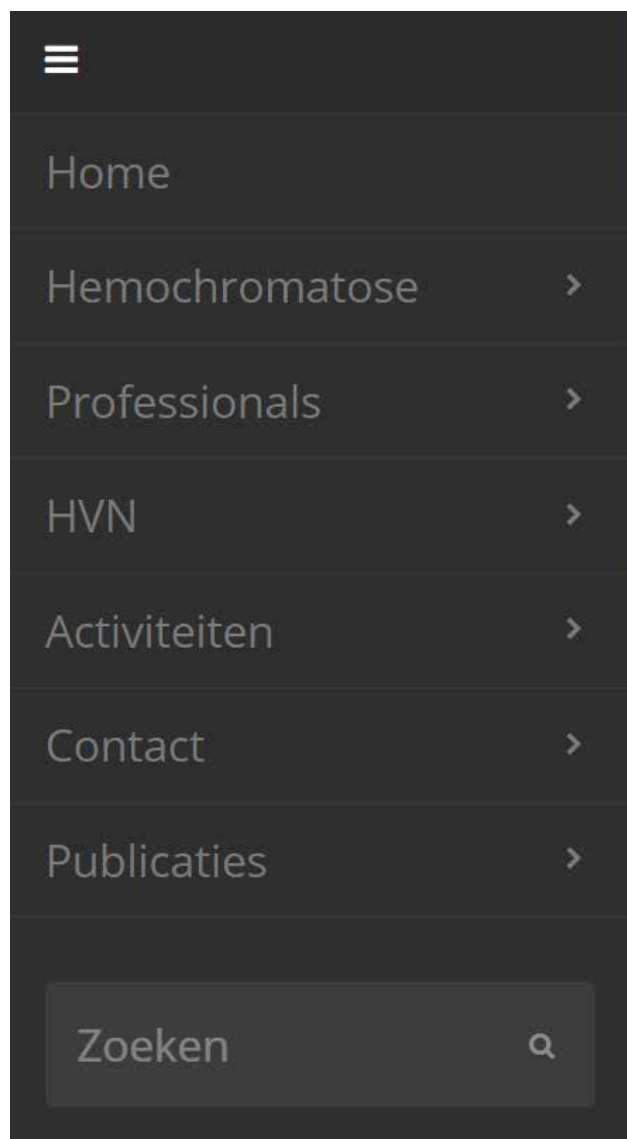 Home
Hemochromatose
Professionals
HVN
Activiteiten
Contact
Publicaties
Zoeken